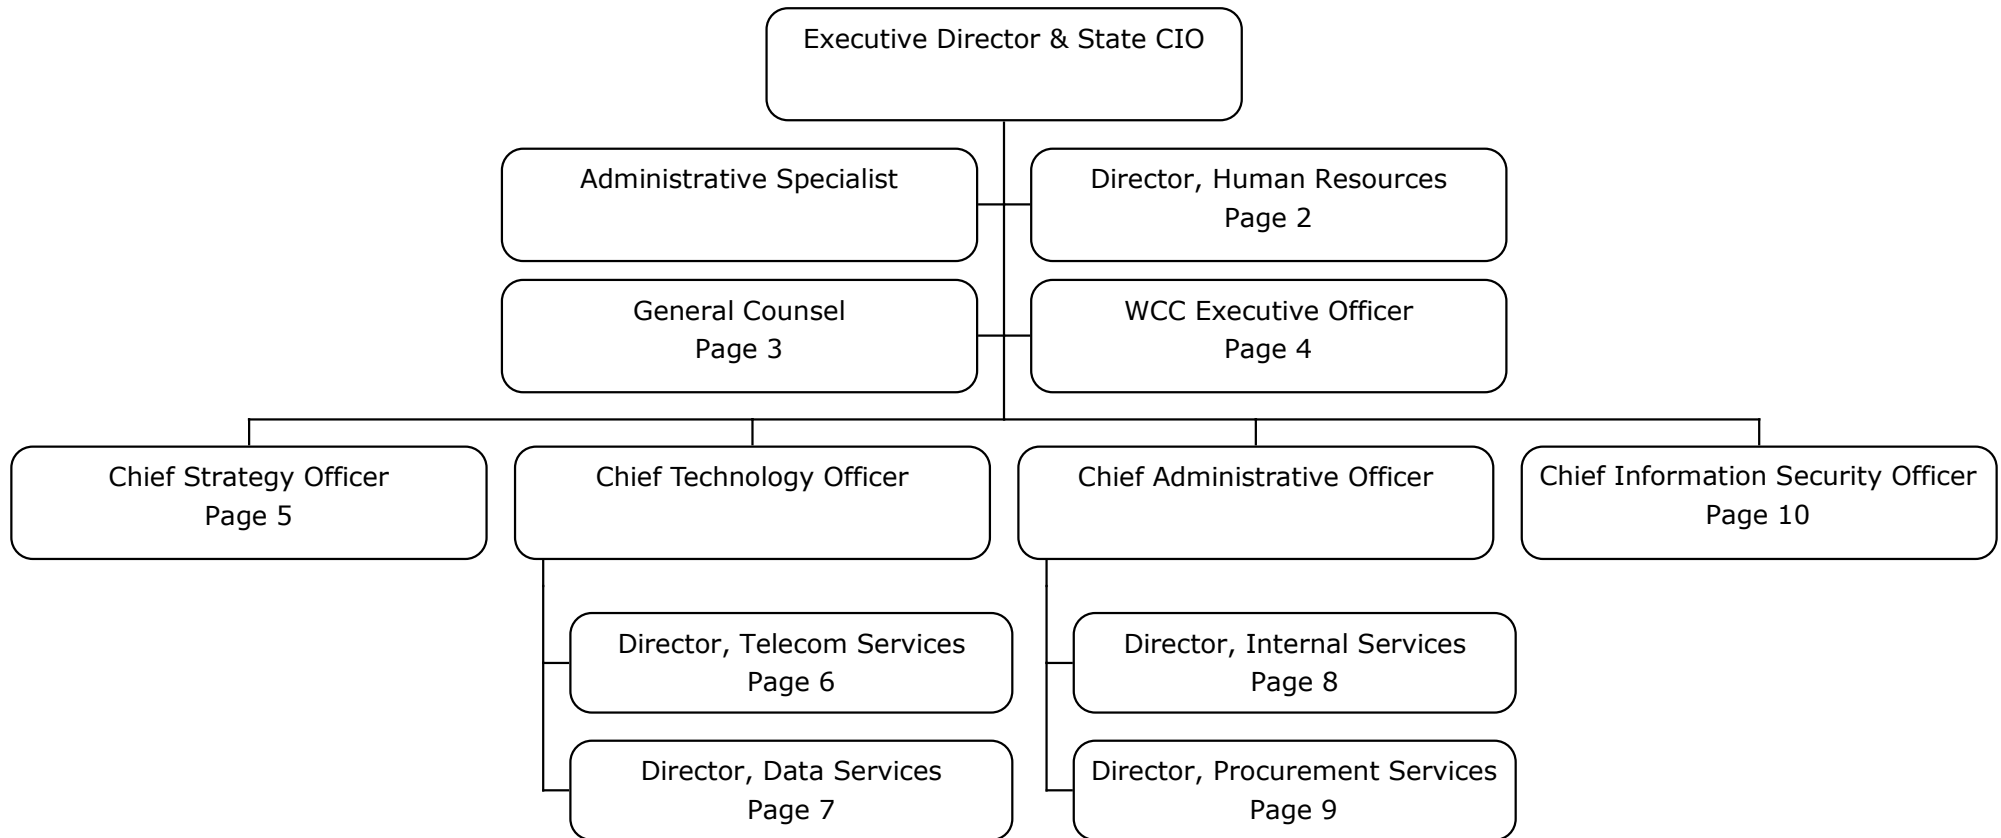 Executive Director & State CIO
Administrative Specialist
Director, Human Resources
Page 2
General Counsel
Page 3
WCC Executive Officer
Page 4
Chief Strategy Officer
Page 5
Chief Technology Officer
Chief Administrative Officer
Chief Information Security Officer
Page 10
Director, Telecom Services
Page 6
Director, Internal Services
Page 8
Director, Data Services
Page 7
Director, Procurement Services
Page 9